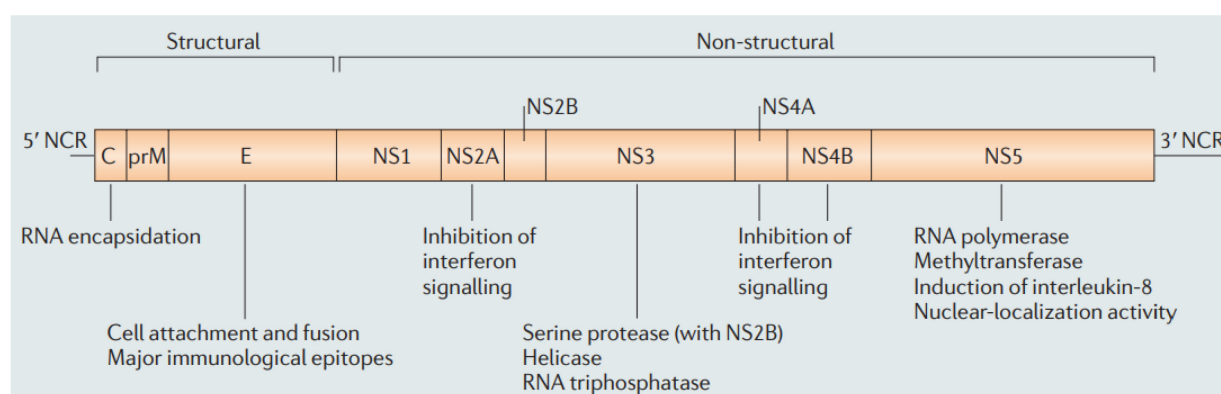 Structural
Non-structural
NS2B
NS4A
5′ NCR
C
prM
E
NS1
NS2A
NS3
NS4B
NS5
3′ NCR
RNA encapsidation
Cell attachment and fusion
Major immunological epitopes
Inhibition of
interferon
signalling
Serine protease (with NS2B)
Helicase
RNA triphosphatase
Inhibition of
interferon
signalling
RNA polymerase
Methyltransferase
Induction of interleukin-8
Nuclear-localization activity